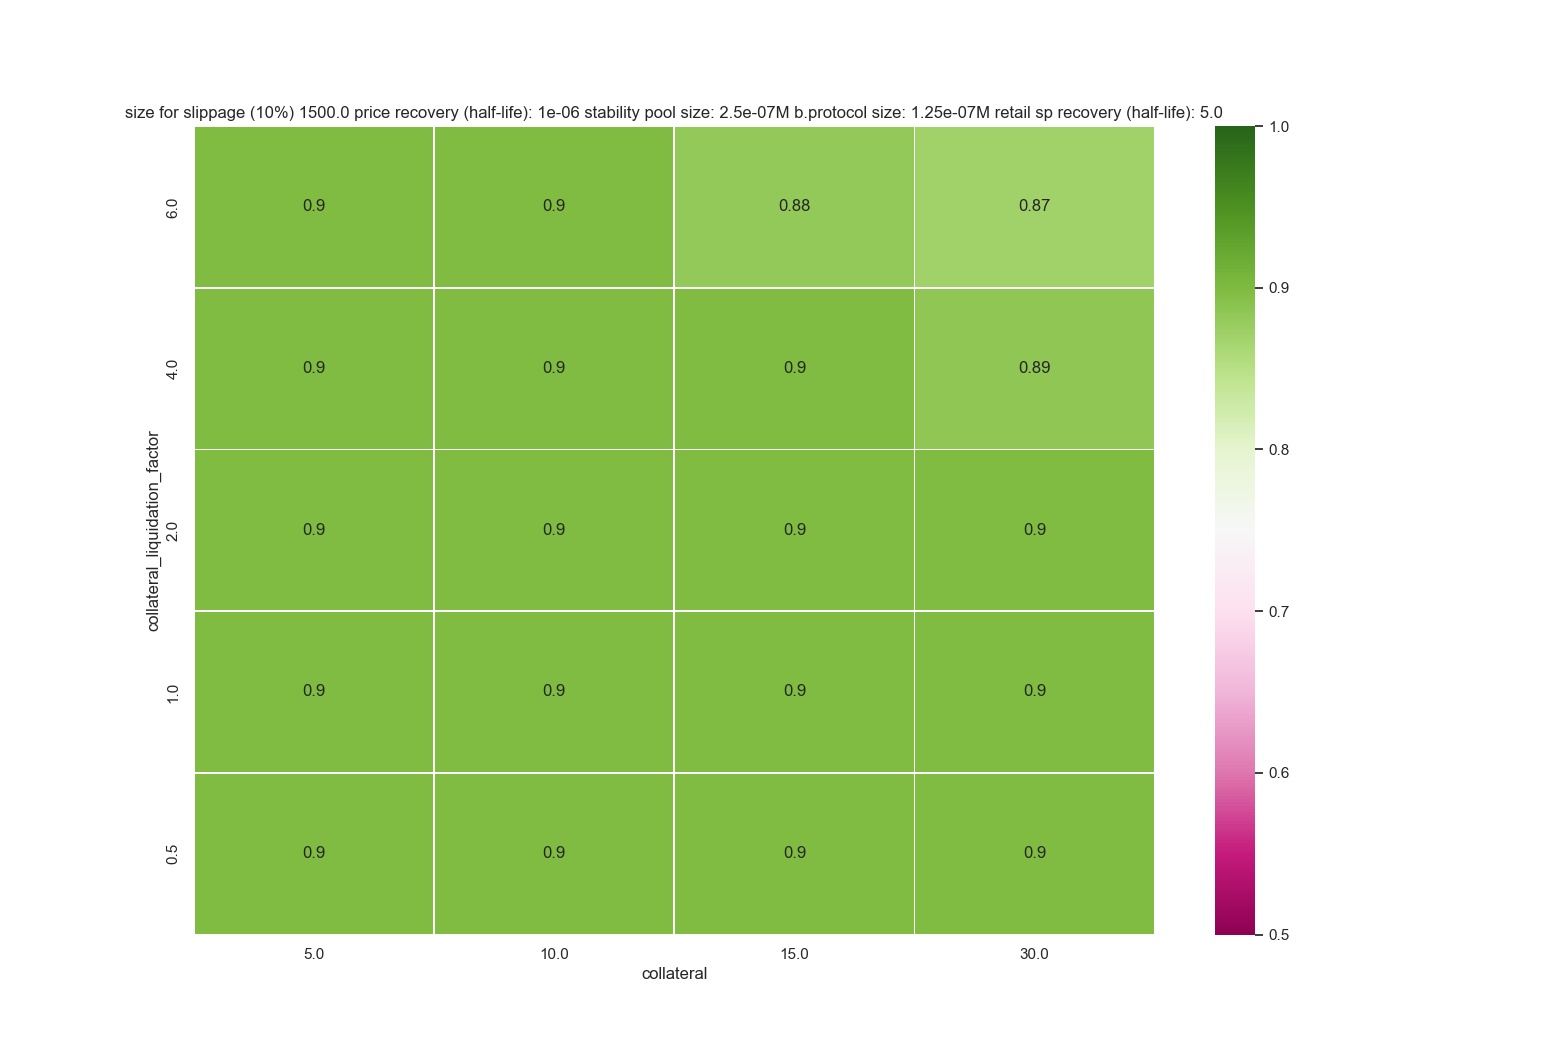 size for slippage (10%) 1500.0 price recovery (half-life): 1e-06 stability pool size: 2.5e-07M b.protocol size: 1.25e-07M retail sp recovery (half-life): 5.0
1.0
6.0 0.9 0.9 0.88 0.87
0.9
4.0 0.9 0.9 0.9 0.89
0.8
collateral_liquidation_factor
2.0 0.9 0.9 0.9 0.9
0.7
1.0 0.9 0.9 0.9 0.9
0.6
0.5 0.9 0.9 0.9 0.9
0.5
5.0 10.0 15.0 30.0
collateral